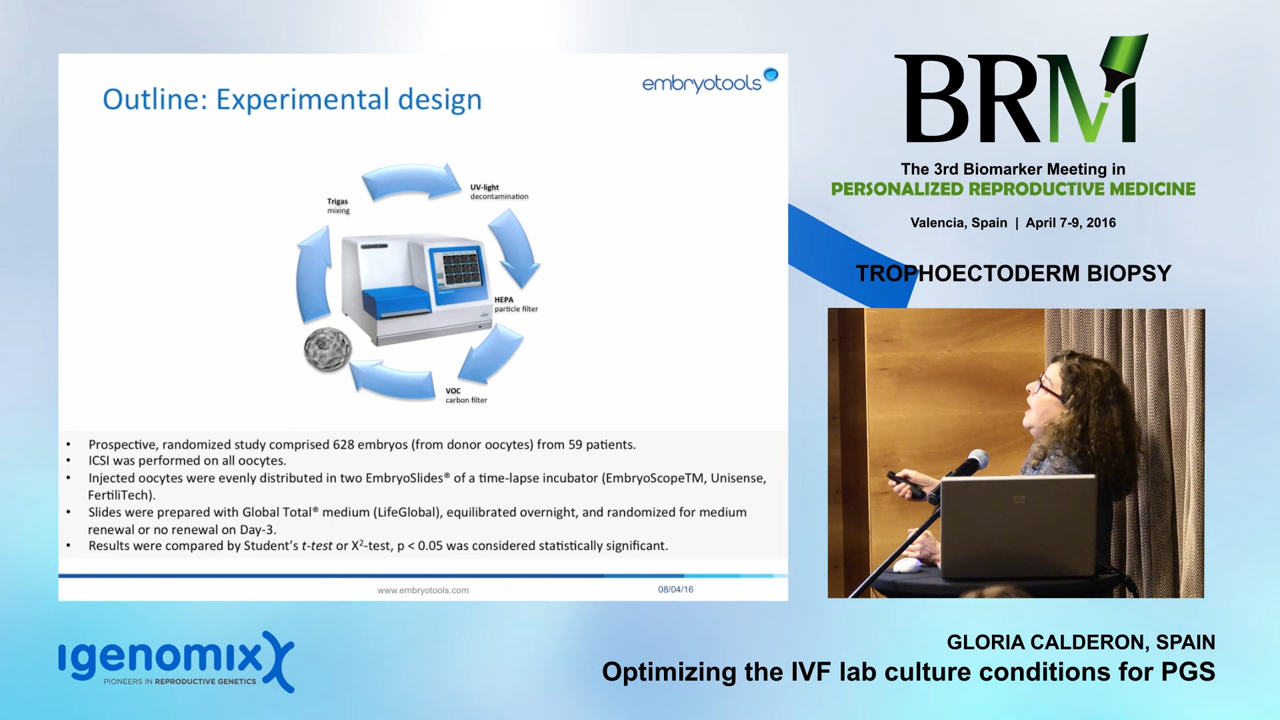 Outline: Experimental design
embryotools
Trigas
mixing
UV-light
decontamination
HEPA
particle filter
VOC
carbon filter
• Prospective, randomized study comprised 628 embryos (from donor oocytes) from 59 patients.
• ICSI was performed on all oocytes.
• Injected oocytes were evenly distributed in two EmbryoSlides® of a time-lapse incubator (EmbryoScopeTM, Unisense,
FertiliTech).
• Slides were prepared with Global Total® medium (LifeGlobal), equilibrated overnight, and randomized for medium
renewal or no renewal on Day-3.
• Results were compared by Student's t-test or X²-test, p < 0.05 was considered statistically significant.
www.embryotools.com
08/04/16
BRM
The 3rd Biomarker Meeting in
PERSONALIZED REPRODUCTIVE MEDICINE
Valencia, Spain | April 7-9, 2016
TROPHOECTODERM BIOPSY
igenomix
PIONEERS IN REPRODUCTIVE GENETICS
GLORIA CALDERON, SPAIN
Optimizing the IVF lab culture conditions for PGS